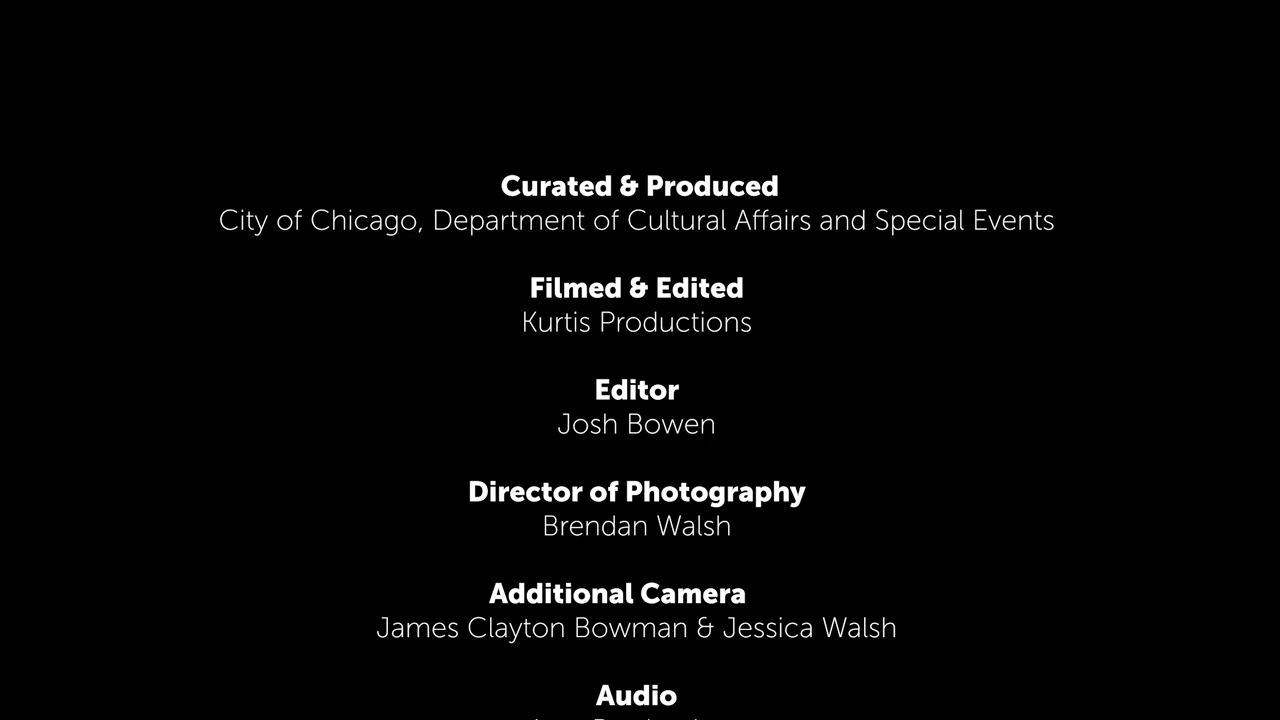 Curated & Produced
City of Chicago, Department of Cultural Affairs and Special Events
Filmed & Edited
Kurtis Productions
Editor
Josh Bowen
Director of Photography
Brendan Walsh
Additional Camera
James Clayton Bowman & Jessica Walsh
Audio